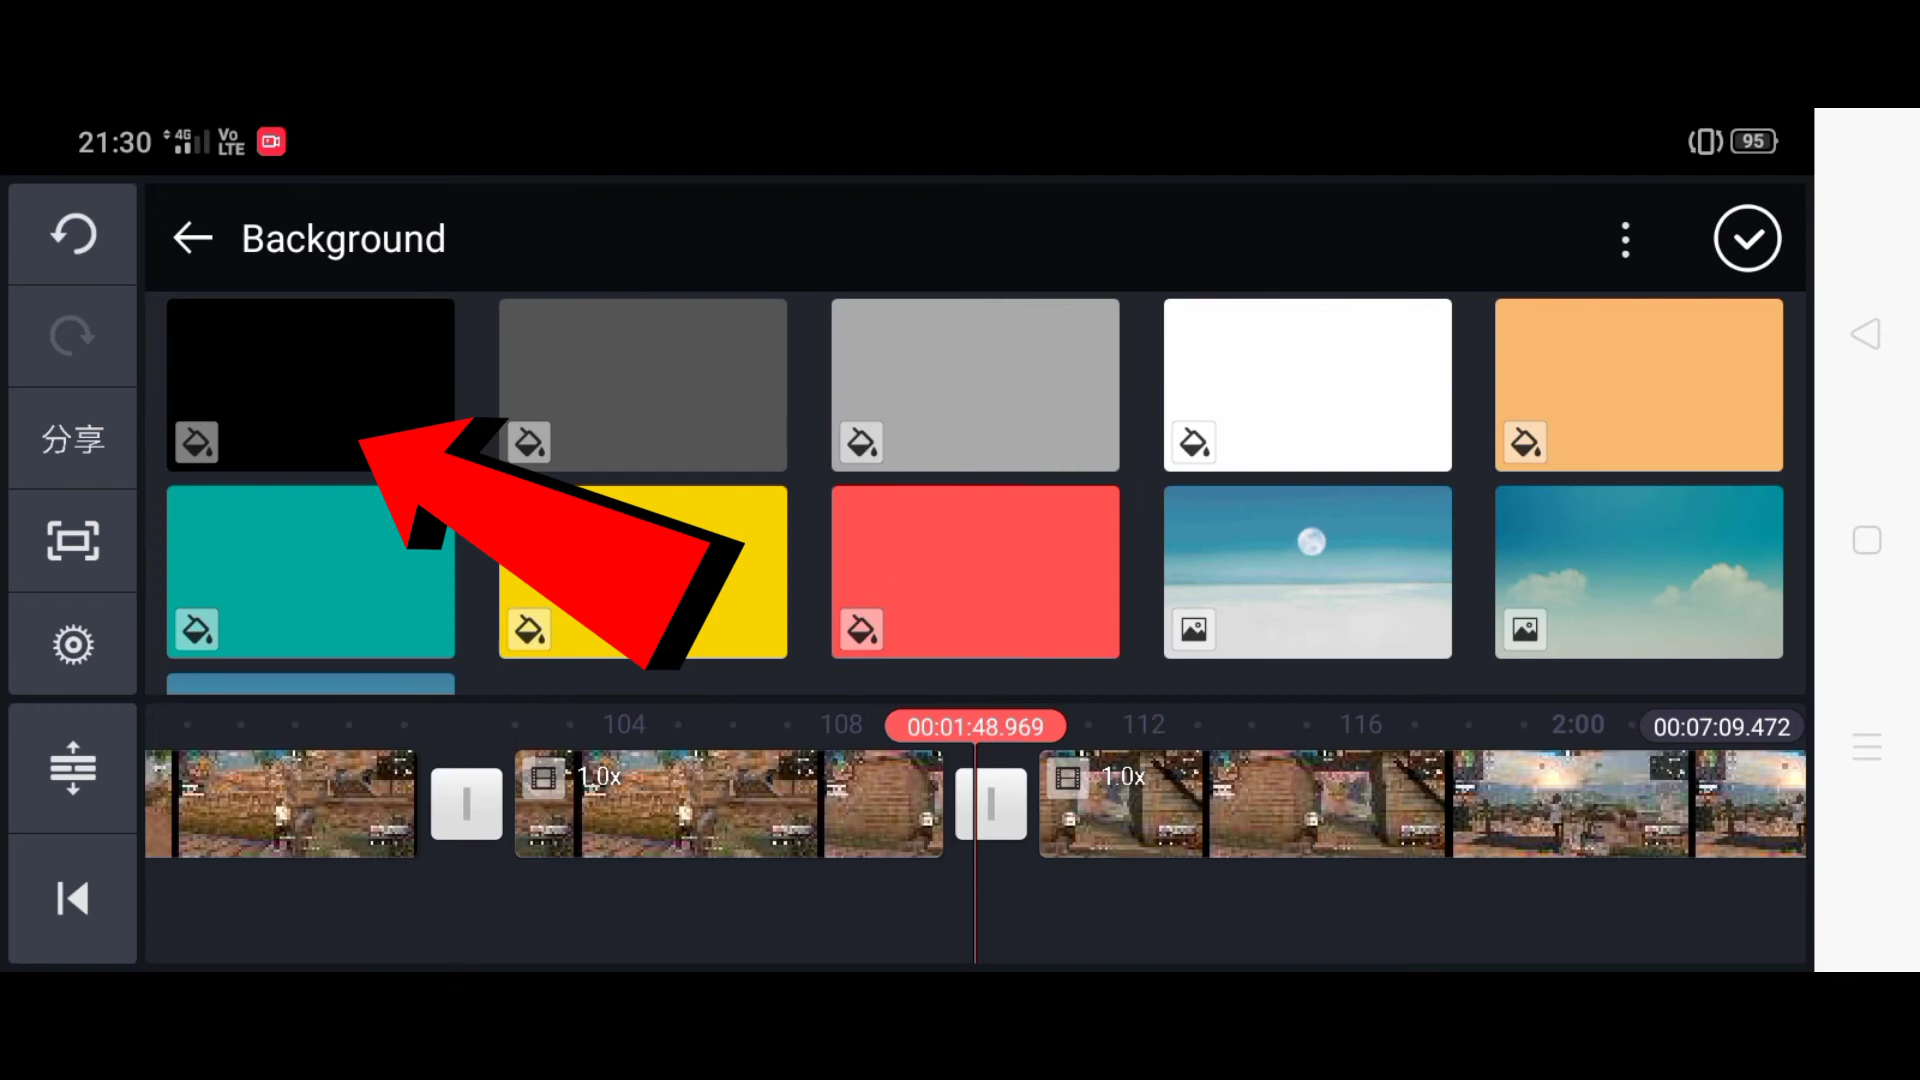 21:30 4G Vo LTE 95
Background
分享
104 108 00:01:48.969 112 116 2:00 00:07:09.472
1.0x 1.0x